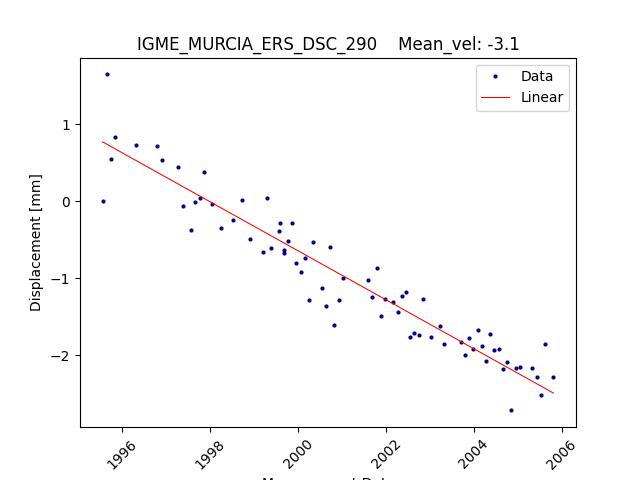 IGME_MURCIA_ERS_DSC_290    Mean_vel: -3.1
Data
Linear
1
0
−1
−2
Displacement [mm]
1996
1998
2000
2002
2004
2006